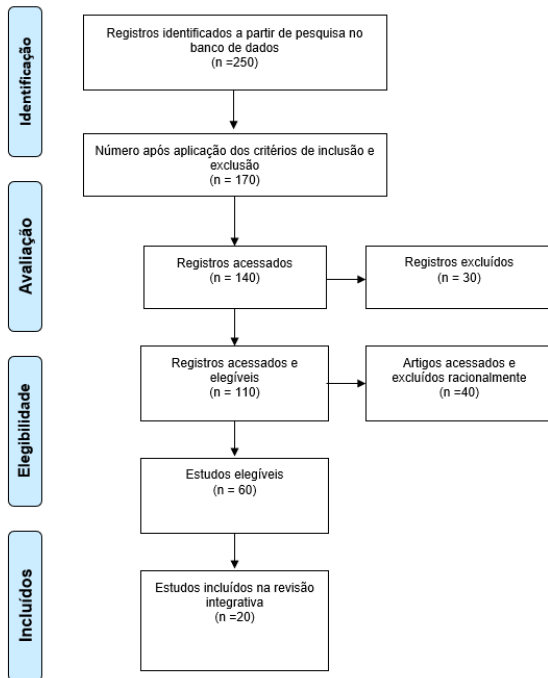 Identificação
Registros identificados a partir de pesquisa no
banco de dados
(n =250)
Número após aplicação dos critérios de inclusão e
exclusão
(n = 170)
Avaliação
Registros acessados
(n = 140)
Registros excluídos
(n = 30)
Elegibilidade
Registros acessados e
elegíveis
(n = 110)
Artigos acessados e
excluídos racionalmente
(n =40)
Estudos elegíveis
(n = 60)
Incluídos
Estudos incluídos na revisão
integrativa
(n =20)